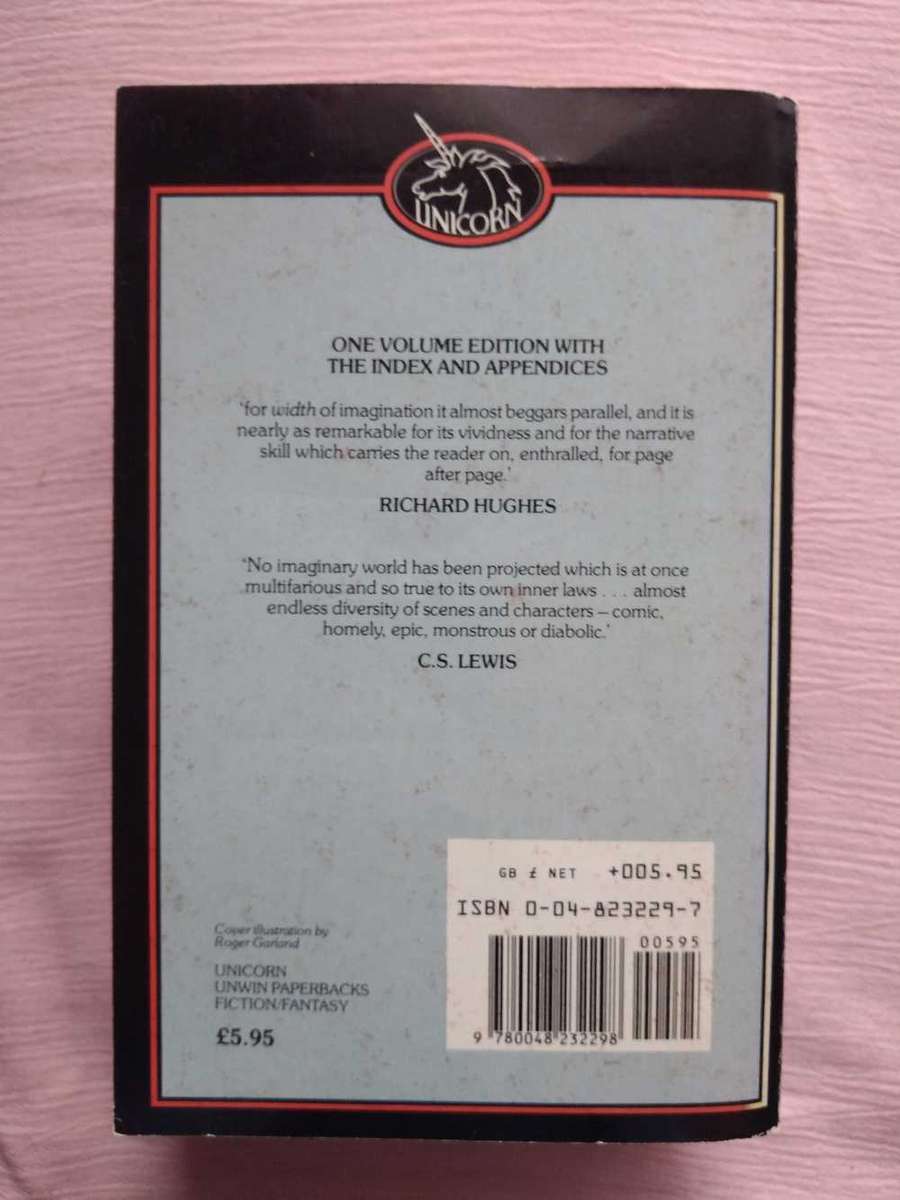 UNICORN
ONE VOLUME EDITION WITH
THE INDEX AND APPENDICES
'for width of imagination it almost beggars parallel, and it is
nearly as remarkable for its vividness and for the narrative
skill which carries the reader on, enthralled, for page
after page.'
RICHARD HUGHES
'No imaginary world has been projected which is at once
multifarious and so true to its own inner laws . . . almost
endless diversity of scenes and characters – comic,
homely, epic, monstrous or diabolic.'
C.S. LEWIS
GB £ NET +005.95
ISBN 0-04-823229-7
00595
9 780048 232298
Cover illustration by
Roger Garland
UNICORN
UNWIN PAPERBACKS
FICTION/FANTASY
£5.95